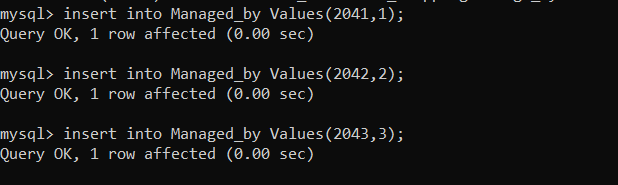 mysql> insert into Managed_by Values(2041,1);
Query OK, 1 row affected (0.00 sec)
mysql> insert into Managed_by Values(2042,2);
Query OK, 1 row affected (0.00 sec)
mysql> insert into Managed_by Values(2043,3);
Query OK, 1 row affected (0.00 sec)